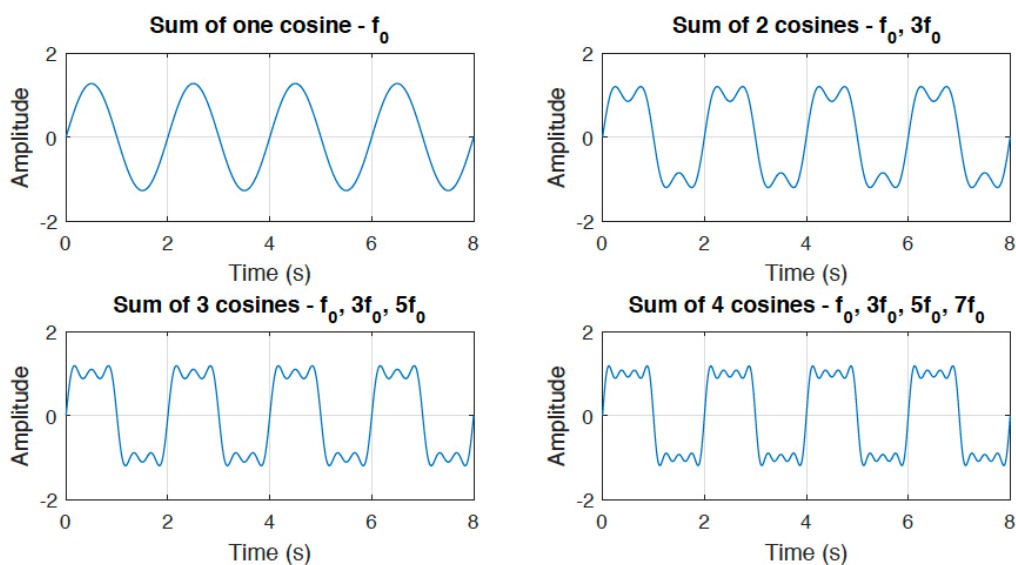 Sum of one cosine - f₀
2
0
-2
Amplitude
0 2 4 6 8
Time (s)
Sum of 2 cosines - f₀, 3f₀
2
0
-2
Amplitude
0 2 4 6 8
Time (s)
Sum of 3 cosines - f₀, 3f₀, 5f₀
2
0
-2
Amplitude
0 2 4 6 8
Time (s)
Sum of 4 cosines - f₀, 3f₀, 5f₀, 7f₀
2
0
-2
Amplitude
0 2 4 6 8
Time (s)